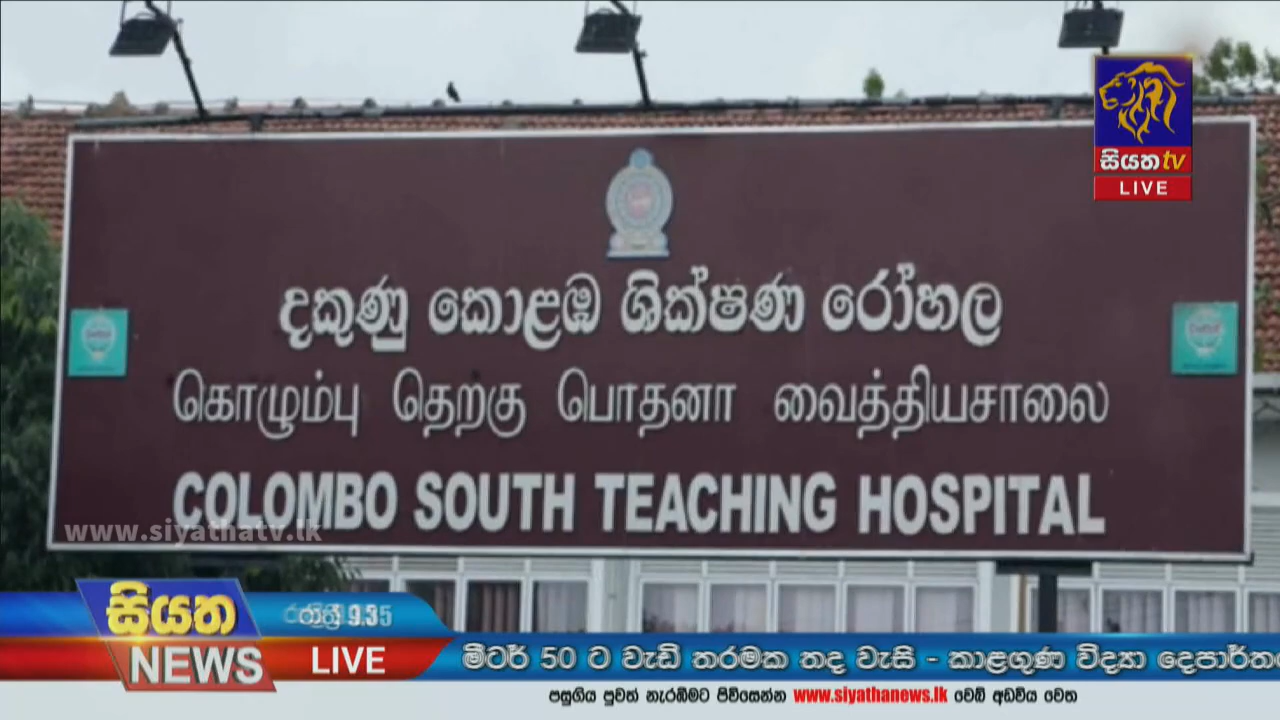 සියත tv
LIVE
දකුණු කොළඹ ශික්ෂණ රෝහල
கொழும்பு தெற்கு பொதனா வைத்தியசாலை
COLOMBO SOUTH TEACHING HOSPITAL
www.siyathatv.lk
සියත
NEWS
LIVE
මීටර් 50 ට වැඩි තරමක තද වැසි - කාළගුණ විද්‍යා
පසුගිය පුවත් නැරඹීමට පිවිසෙන්න www.siyathanews.lk වෙබ් අඩවිය වෙත